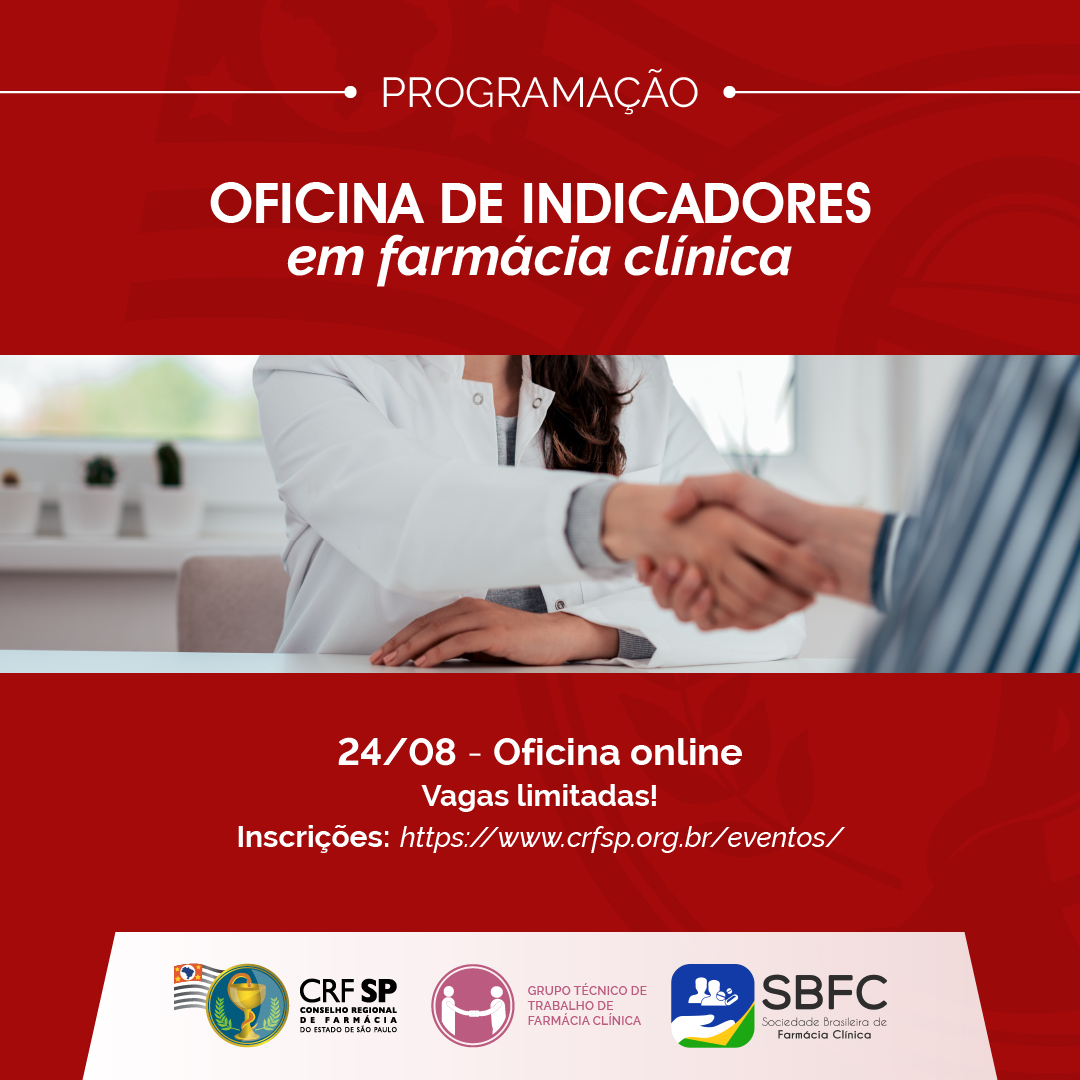 PROGRAMAÇÃO
OFICINA DE INDICADORES
em farmácia clínica
24/08 - Oficina online
Vagas limitadas!
Inscrições: https://www.crfsp.org.br/eventos/
CRF SP
CONSELHO REGIONAL
DE FARMÁCIA
DO ESTADO DE SÃO PAULO
GRUPO TÉCNICO DE
TRABALHO DE
FARMÁCIA CLÍNICA
SBFC
Sociedade Brasileira de
Farmácia Clínica